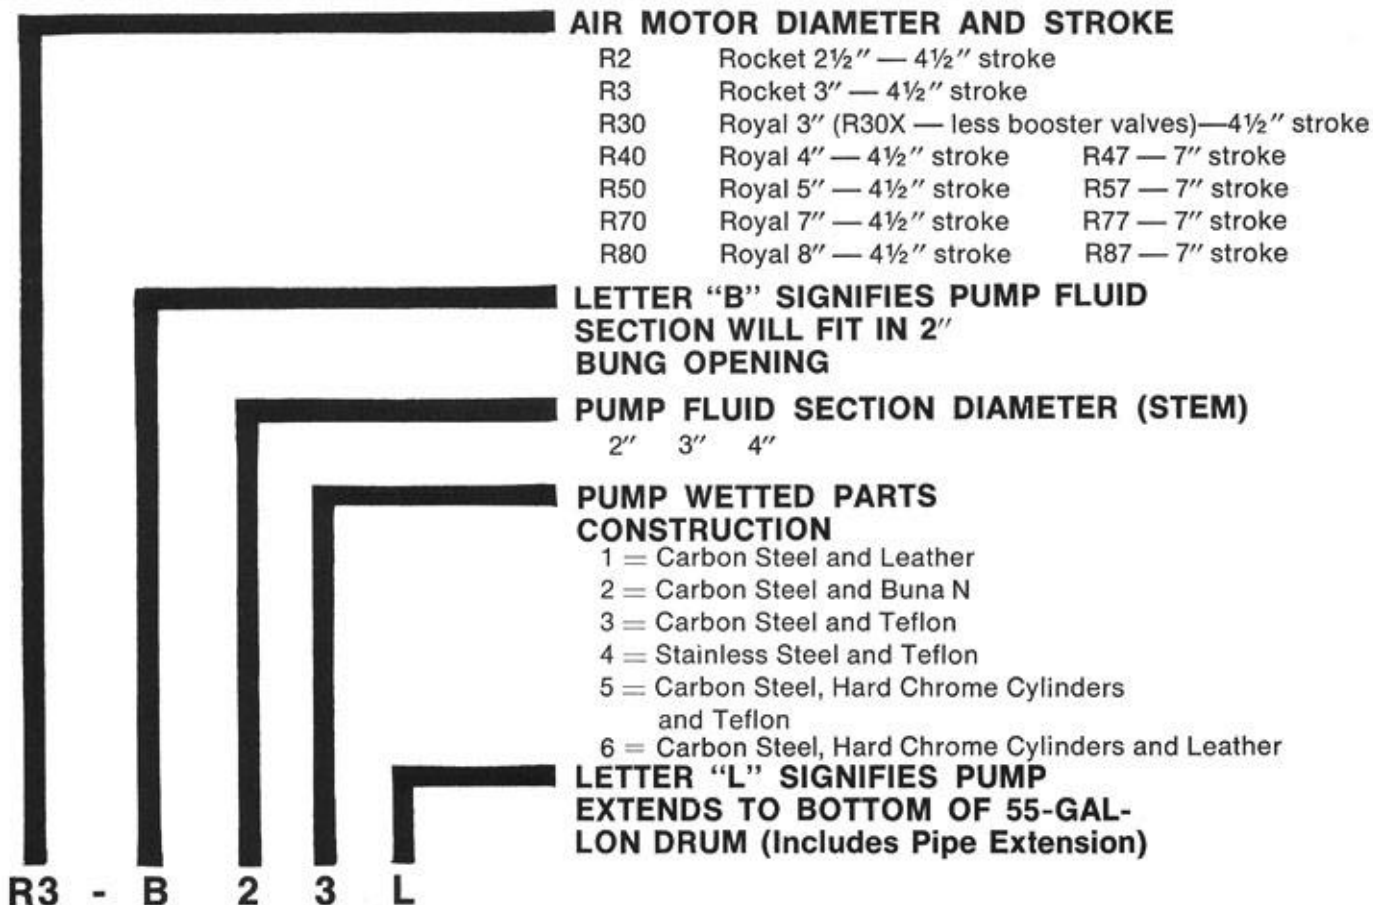 AIR MOTOR DIAMETER AND STROKE
R2 Rocket 2½″ — 4½″ stroke
R3 Rocket 3″ — 4½″ stroke
R30 Royal 3″ (R30X — less booster valves)—4½″ stroke
R40 Royal 4″ — 4½″ stroke R47 — 7″ stroke
R50 Royal 5″ — 4½″ stroke R57 — 7″ stroke
R70 Royal 7″ — 4½″ stroke R77 — 7″ stroke
R80 Royal 8″ — 4½″ stroke R87 — 7″ stroke
LETTER “B” SIGNIFIES PUMP FLUID
SECTION WILL FIT IN 2″
BUNG OPENING
PUMP FLUID SECTION DIAMETER (STEM)
2″ 3″ 4″
PUMP WETTED PARTS
CONSTRUCTION
1 = Carbon Steel and Leather
2 = Carbon Steel and Buna N
3 = Carbon Steel and Teflon
4 = Stainless Steel and Teflon
5 = Carbon Steel, Hard Chrome Cylinders
and Teflon
6 = Carbon Steel, Hard Chrome Cylinders and Leather
LETTER “L” SIGNIFIES PUMP
EXTENDS TO BOTTOM OF 55-GAL-
LON DRUM (Includes Pipe Extension)
R3 - B 2 3 L